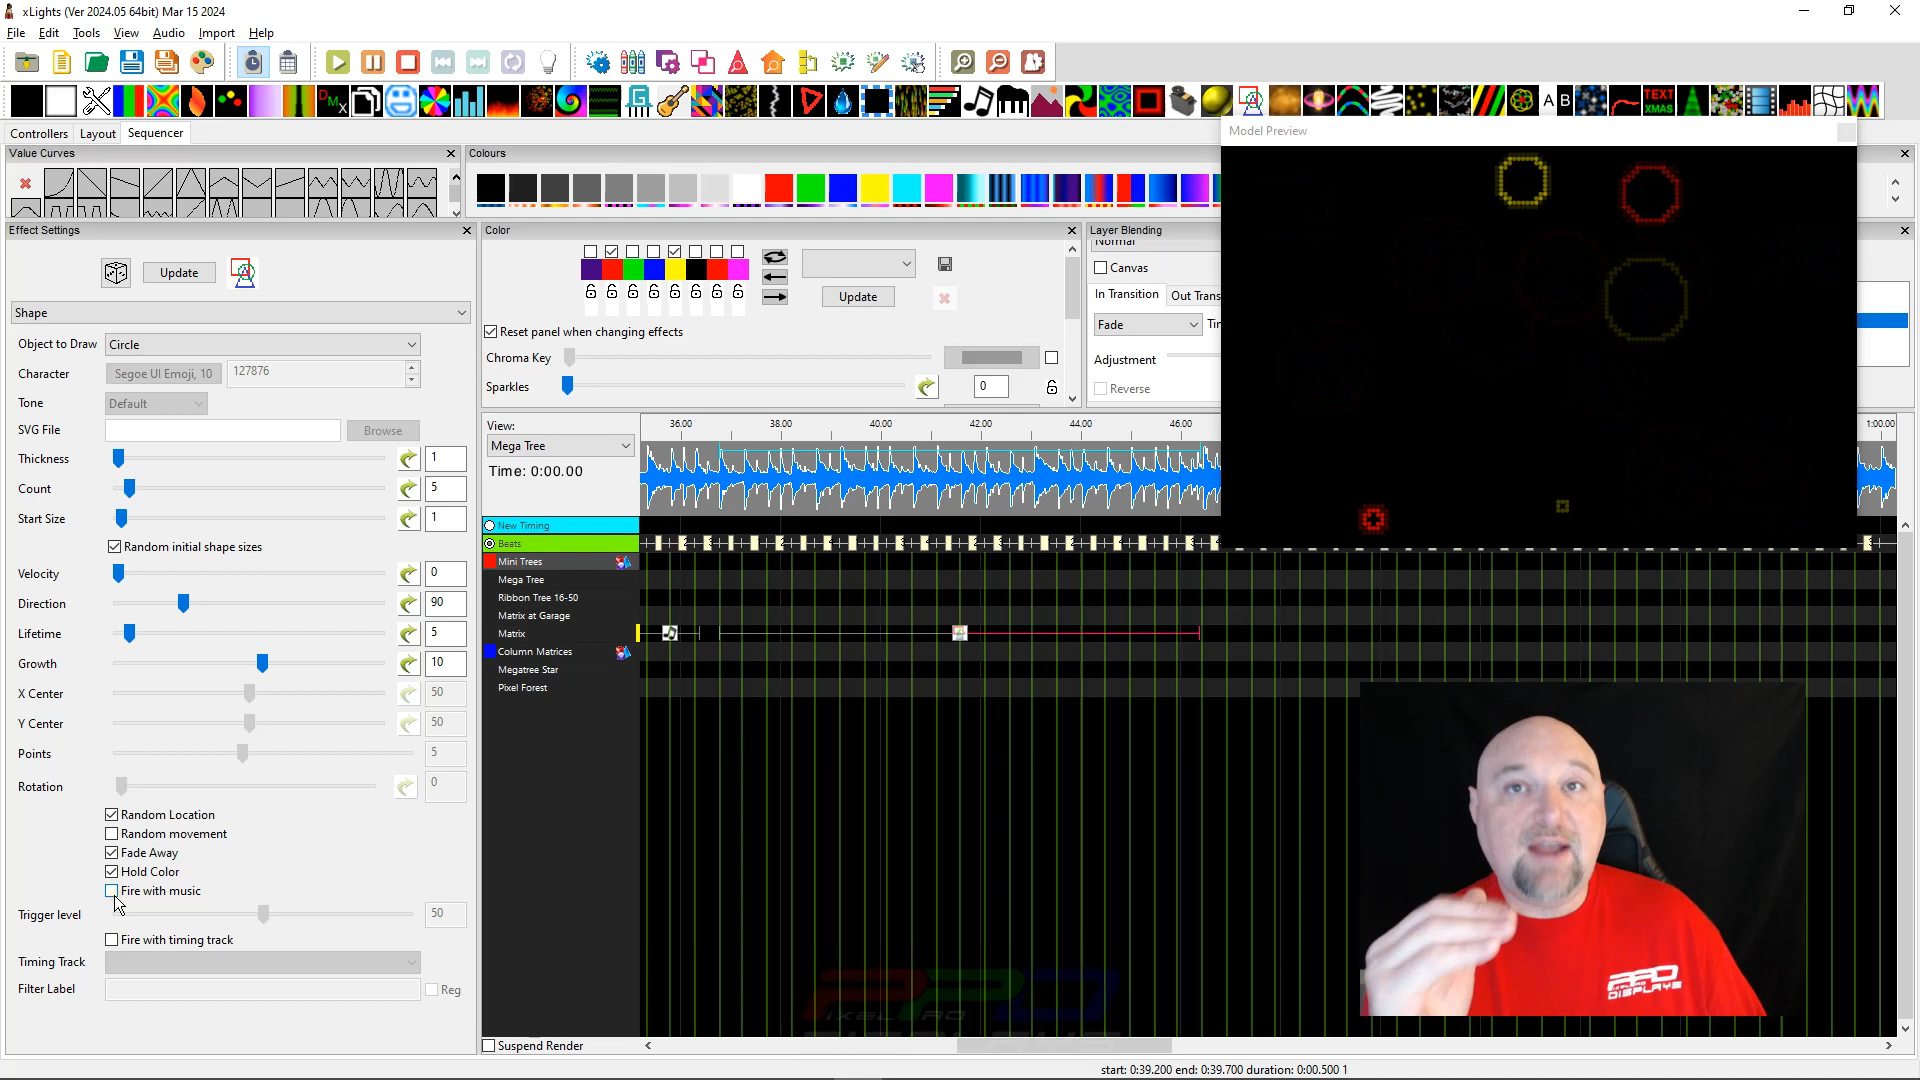 xLights (Ver 2024.05 64bit) Mar 15 2024
File Edit Tools View Audio Import Help
DMX A B TEXT XMAS
Controllers Layout Sequencer
Model Preview
Value Curves
Colours
Effect Settings
Color
Layer Blending
Normal
Update
Canvas
In Transition Out Trans
Update
Shape
Fade
Reset panel when changing effects
Object to Draw Circle
Chroma Key
Adjustment
Character Segoe UI Emoji, 10 127876
Sparkles 0
Reverse
Tone Default
SVG File Browse
View: 36.00 38.00 40.00 42.00 44.00 46.00 1:00.00
Mega Tree
Thickness 1
Time: 0:00.00
Count 5
Start Size 1
New Timing
Random initial shape sizes
Beats
Mini Trees
Velocity 0
Mega Tree
Direction 90
Ribbon Tree 16-50
Matrix at Garage
Lifetime 5
Matrix
Column Matrices
Growth 10
Megatree Star
X Center 50
Pixel Forest
Y Center 50
Points 5
Rotation 0
Random Location
Random movement
Fade Away
Hold Color
Fire with music
Trigger level 50
Fire with timing track
Timing Track
Filter Label Reg
PPD
PIXEL PRO
DISPLAYS
PPD
DISPLAYS
Suspend Render
start: 0:39.200 end: 0:39.700 duration: 0:00.500 1